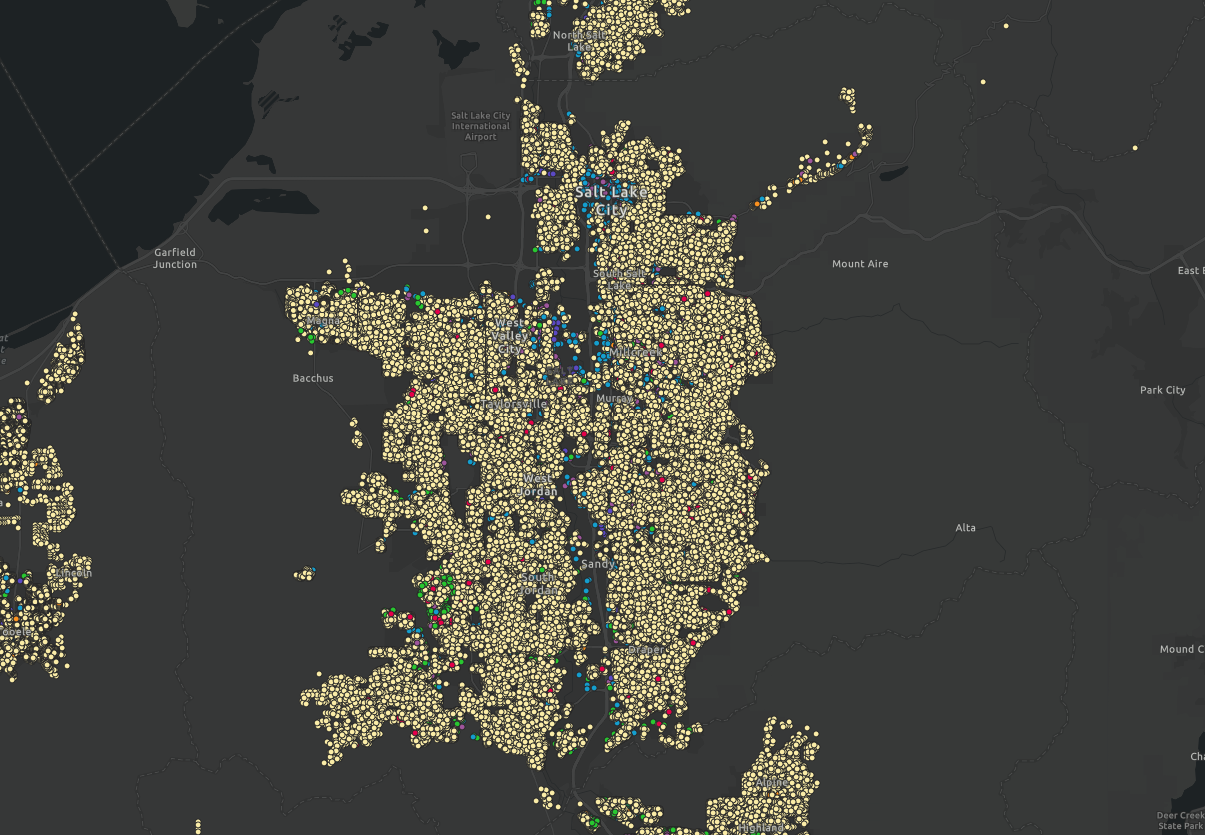 North Salt
Lake
Salt Lake City
International
Airport
Salt Lake
City
Garfield
Junction
Mount Aire
East
South Salt
Lake
Magna
West
Valley
City
Millcreek
Bacchus
Park City
Taylorsville
Murray
West
Jordan
Alta
Sandy
Lincoln
South
Jordan
Draper
Mound C
Ch
Alpine
Deer Creek
State Park
Highland